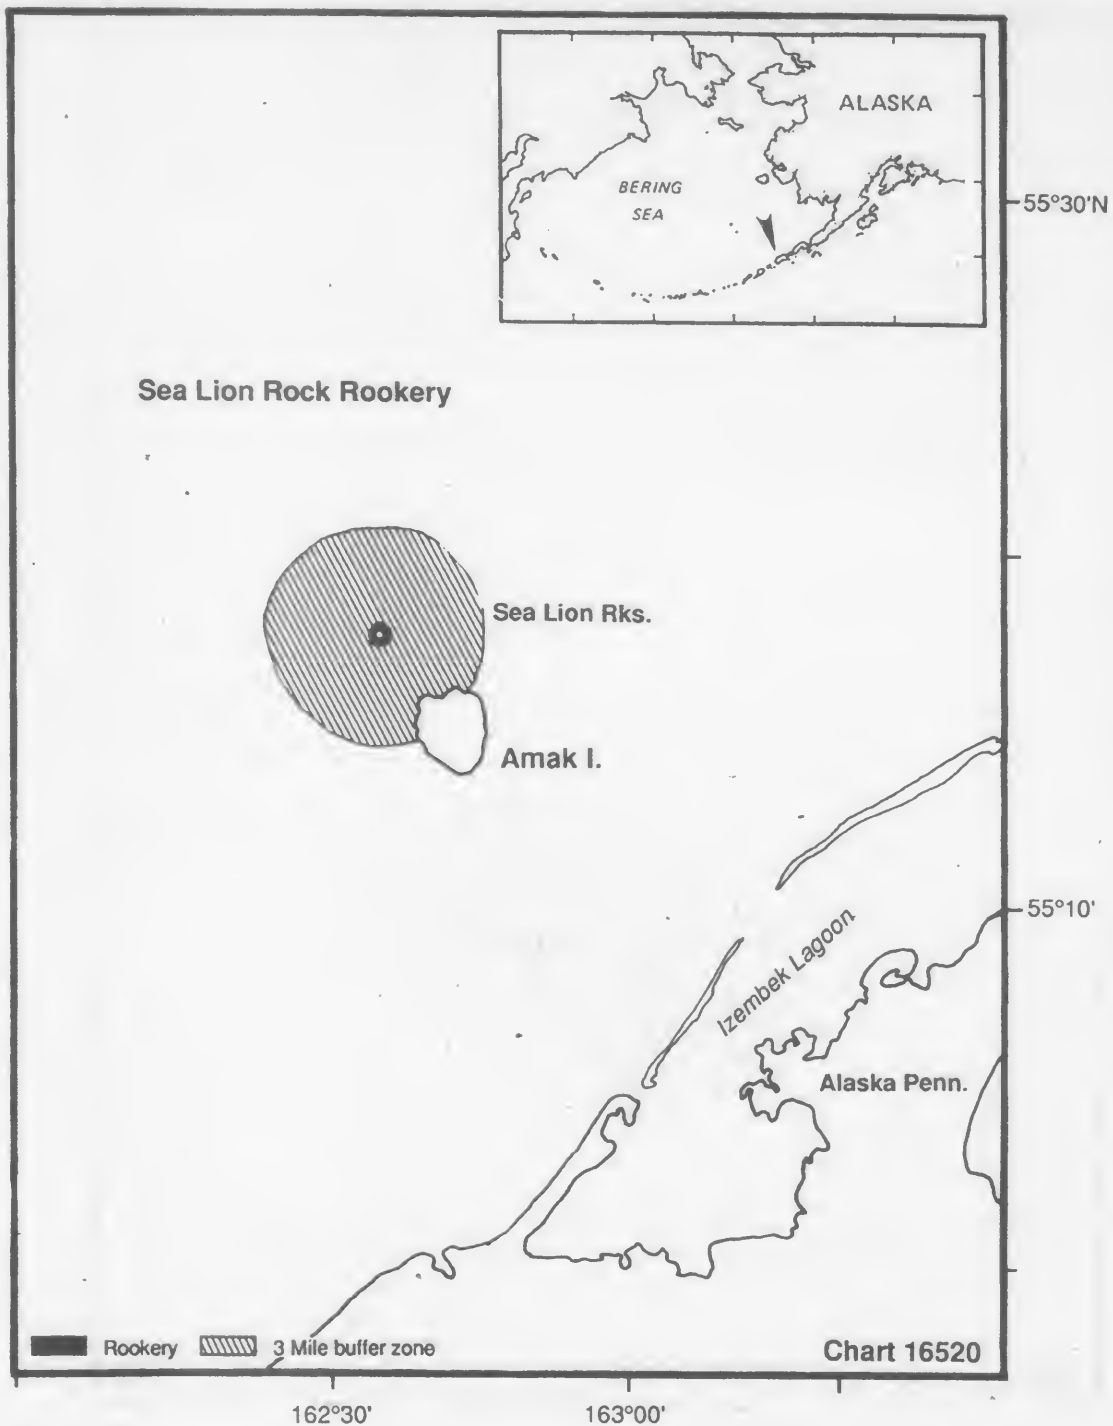 ALASKA
BERING
SEA
55°30'N
Sea Lion Rock Rookery
Sea Lion Rks.
Amak I.
55°10'
Izembek Lagoon
Alaska Penn.
Rookery
3 Mile buffer zone
Chart 16520
162°30'
163°00'